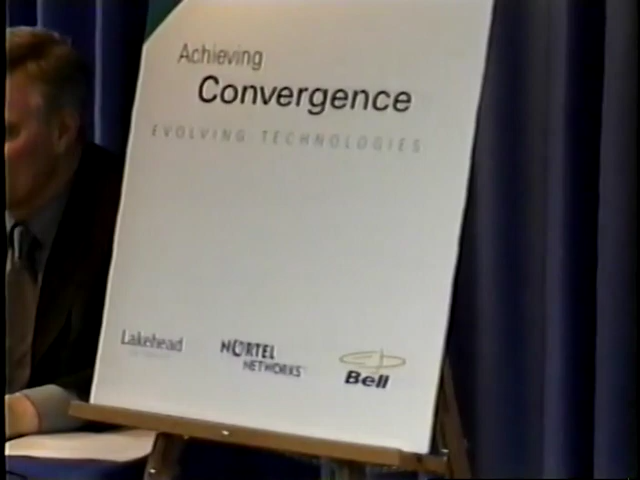 Achieving
Convergence
EVOLVING TECHNOLOGIES
Lakehead
NORTEL
NETWORKS
Bell